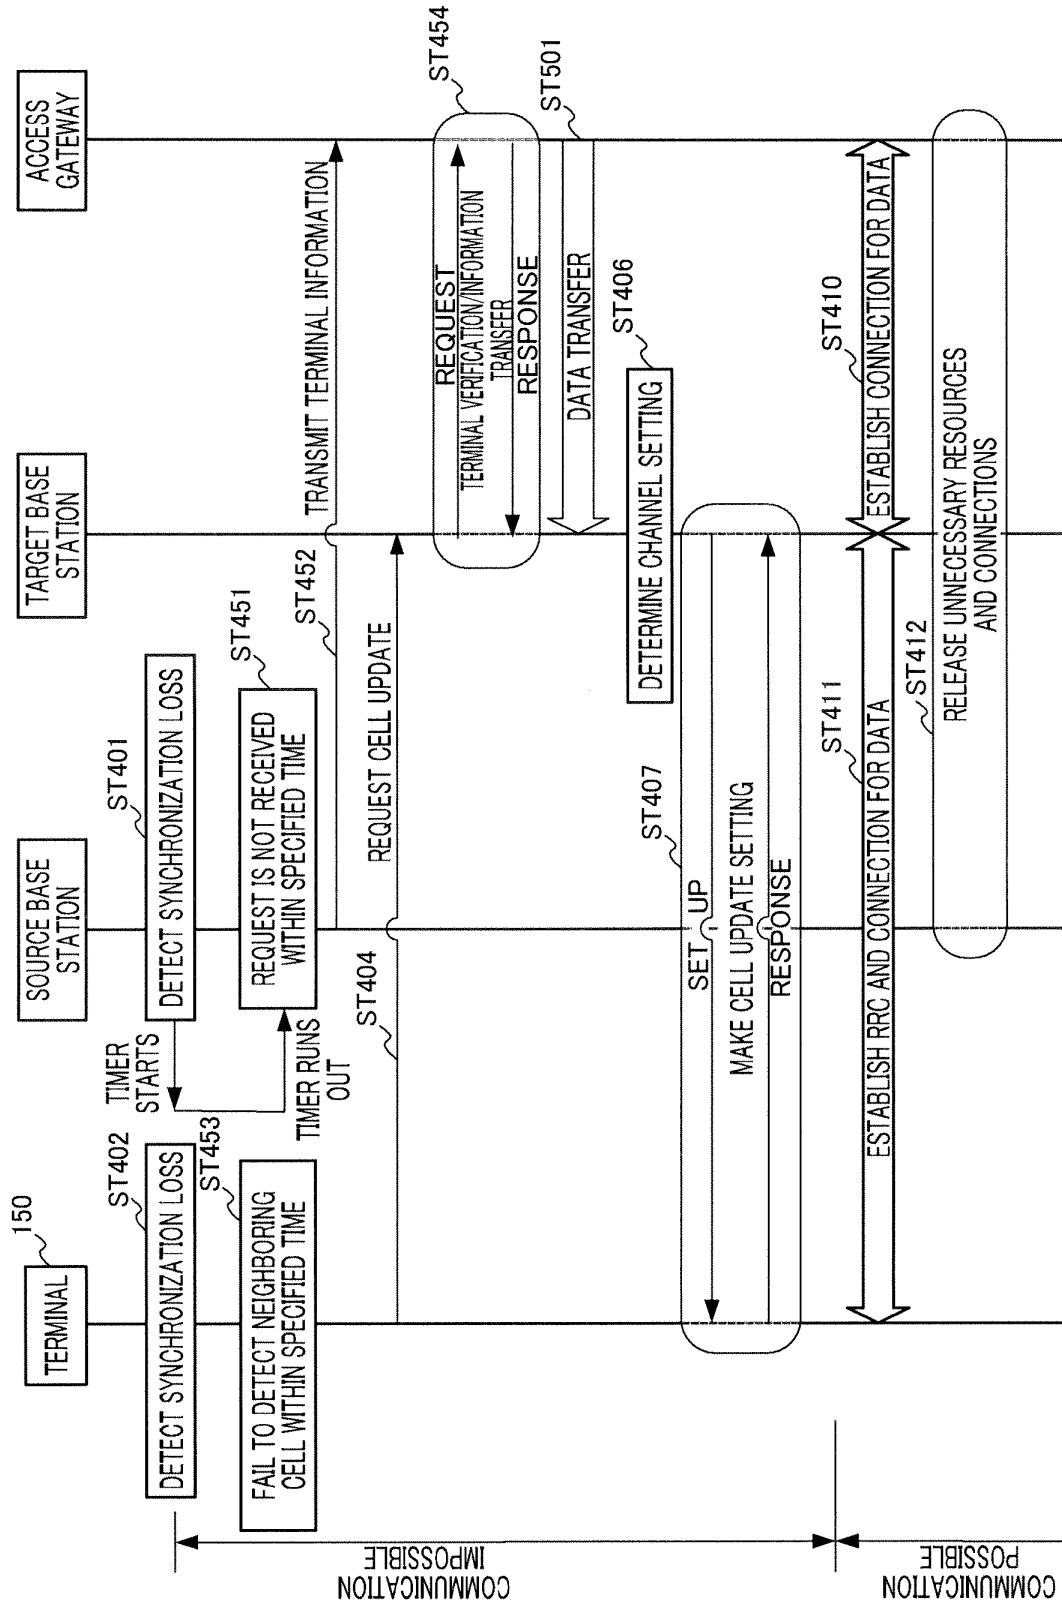 TERMINAL
150
SOURCE BASE
STATION
TARGET BASE
STATION
ACCESS
GATEWAY
DETECT SYNCHRONIZATION LOSS
ST402
TIMER
STARTS
DETECT SYNCHRONIZATION LOSS
ST401
FAIL TO DETECT NEIGHBORING
CELL WITHIN SPECIFIED TIME
ST453
TIMER RUNS
OUT
REQUEST IS NOT RECEIVED
WITHIN SPECIFIED TIME
ST451
ST452
TRANSMIT TERMINAL INFORMATION
ST404
REQUEST CELL UPDATE
ST454
REQUEST
TERMINAL VERIFICATION/INFORMATION
TRANSFER
RESPONSE
ST501
DATA TRANSFER
DETERMINE CHANNEL SETTING
ST406
ST407
SET UP
MAKE CELL UPDATE SETTING
RESPONSE
ESTABLISH RRC AND CONNECTION FOR DATA
ST411
ESTABLISH CONNECTION FOR DATA
ST410
ST412
RELEASE UNNECESSARY RESOURCES
AND CONNECTIONS
COMMUNICATION
IMPOSSIBLE
COMMUNICATION
POSSIBLE